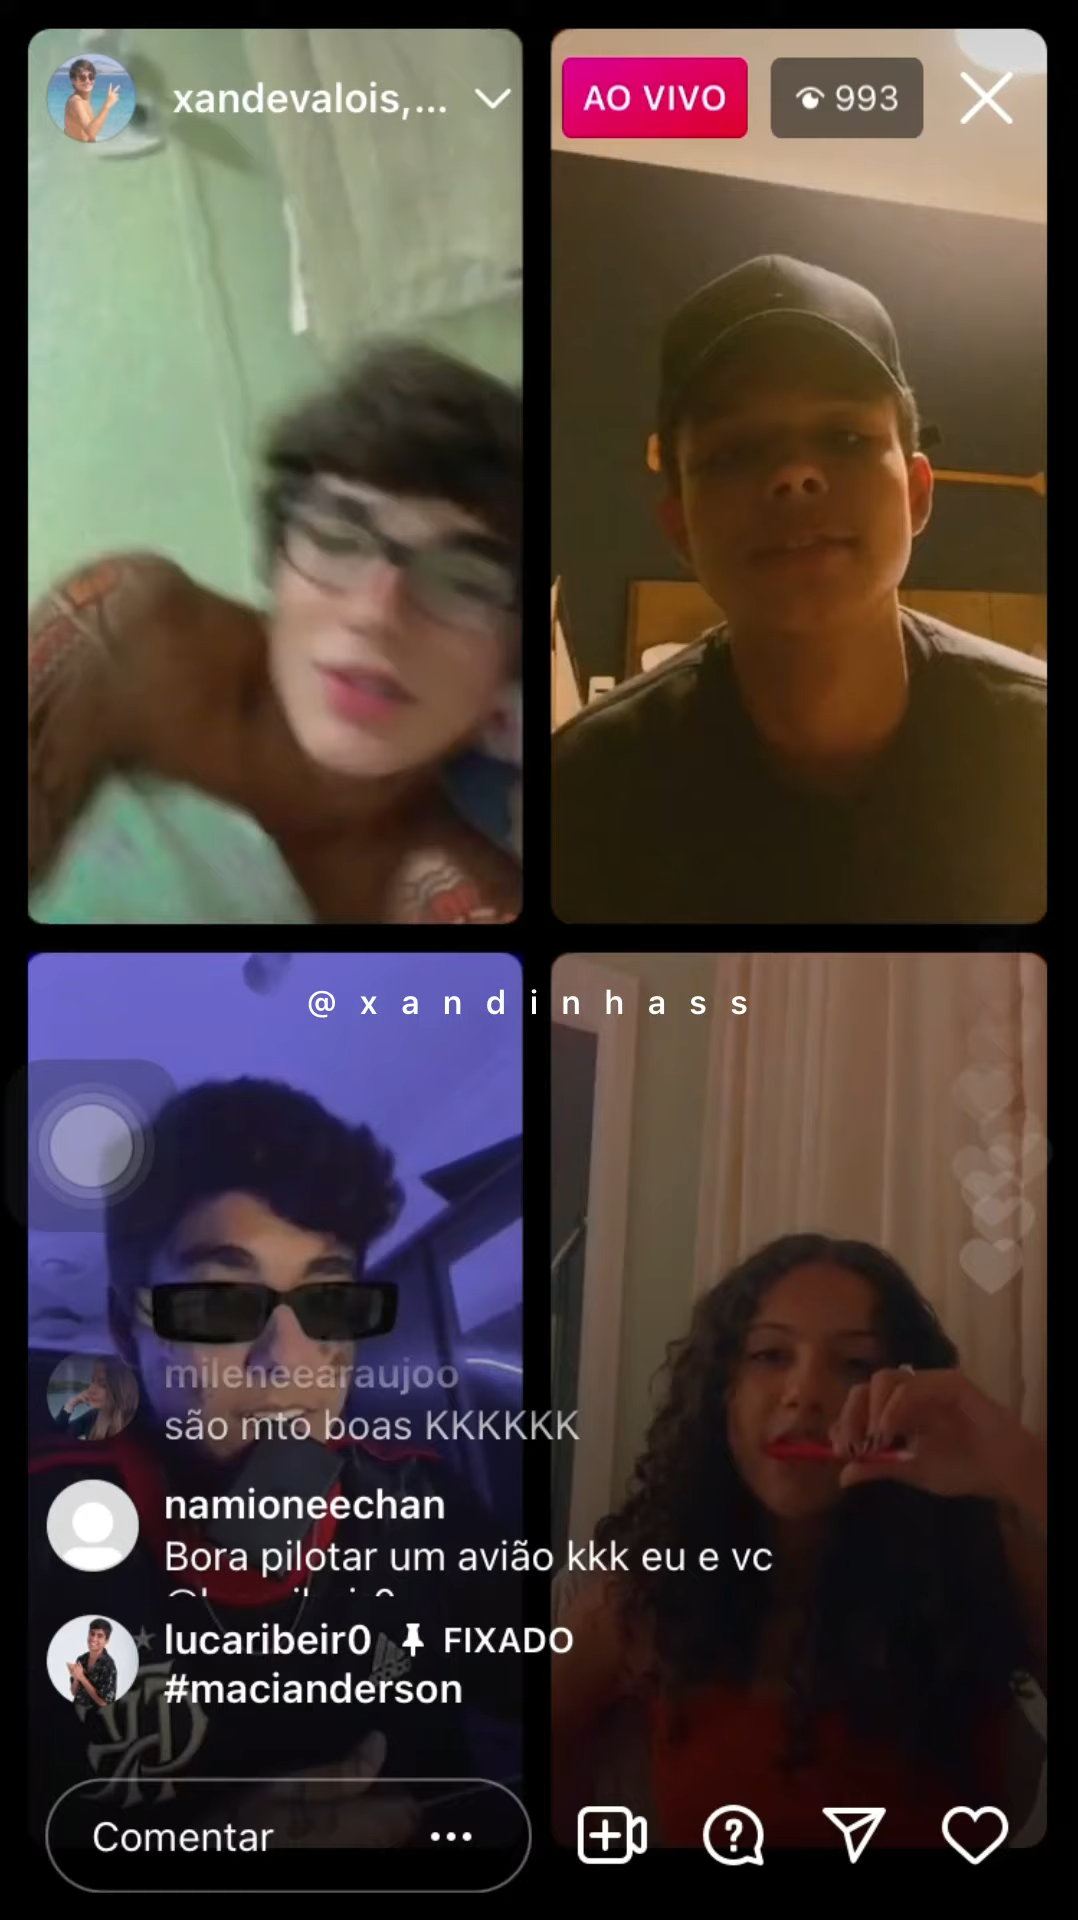 xandevalois,...
AO VIVO
993
@xandinhass
mileneearaujoo
são mto boas KKKKKK
namioneechan
Bora pilotar um avião kkk eu e vc
lucaribeir0 FIXADO
#macianderson
Comentar